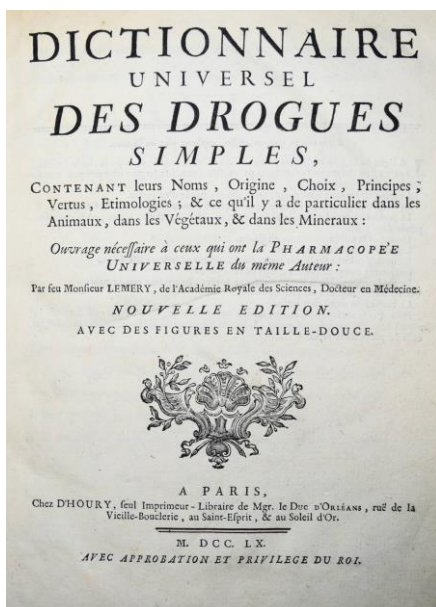 DICTIONNAIRE
UNIVERSEL
DES DROGUES
SIMPLES,
CONTENANT leurs Noms, Origine, Choix, Principes,
Vertus, Etimologies; & ce qu'il y a de particulier dans les
Animaux, dans les Végétaux, & dans les Mineraux:
Ouvrage nécessaire à ceux qui ont la PHARMACOPE'E
UNIVERSELLE du même Auteur:
Par feu Monsieur LEMERY, de l'Académie Royale des Sciences, Docteur en Médecine.
NOUVELLE EDITION.
AVEC DES FIGURES EN TAILLE-DOUCE.
A PARIS,
Chez D'HOURY, seul Imprimeur-Libraire de Mgr. le Duc D'ORLEANS, ruë de la
Vieille-Bouclerie, au Saint-Esprit, & au Soleil d'Or.
M. DCC. LX.
AVEC APPROBATION ET PRIVILEGE DU ROI.